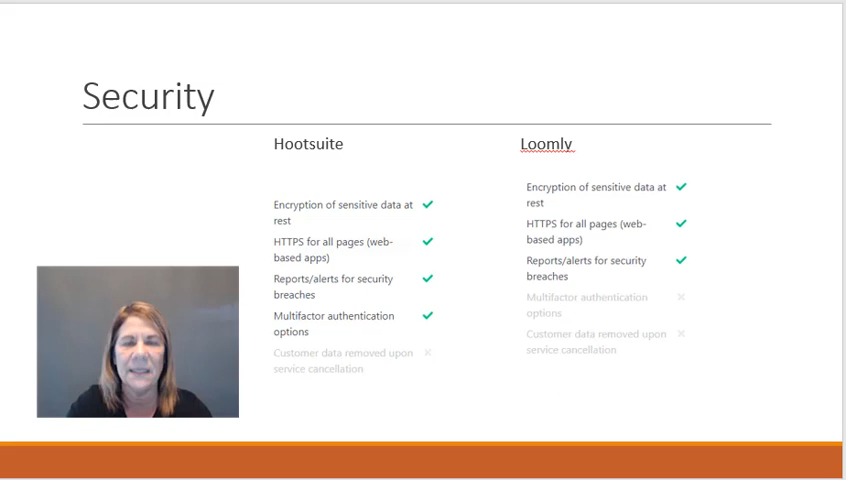 Security
Hootsuite
Encryption of sensitive data at
rest
HTTPS for all pages (web-
based apps)
Reports/alerts for security
breaches
Multifactor authentication
options
Customer data removed upon
service cancellation
Loomly
Encryption of sensitive data at
rest
HTTPS for all pages (web-
based apps)
Reports/alerts for security
breaches
Multifactor authentication
options
Customer data removed upon
service cancellation